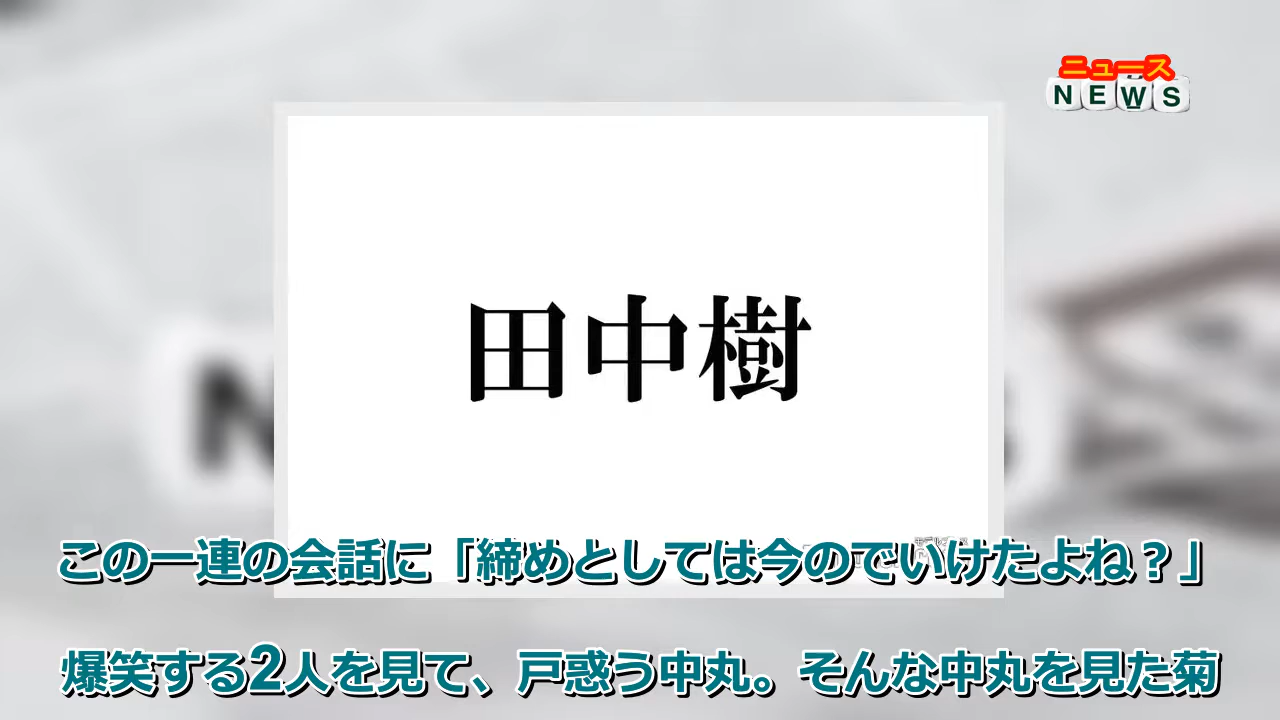 ニュース
NEWS
田中樹
この一連の会話に「締めとしては今のでいけたよね？」
爆笑する2人を見て、戸惑う中丸。そんな中丸を見た菊